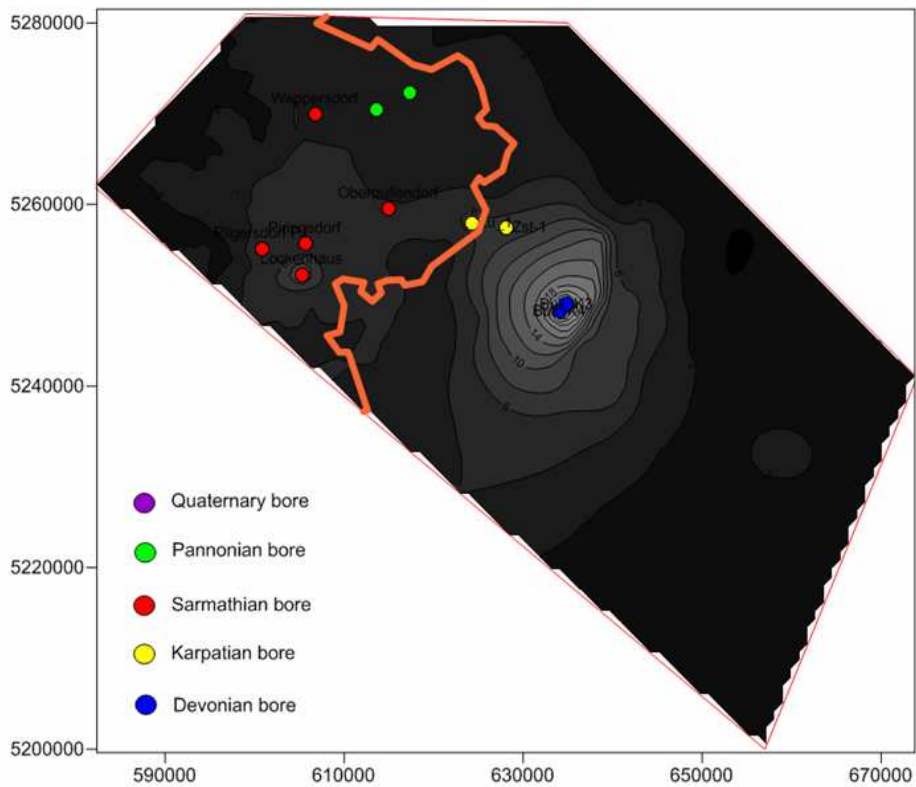 5280000
5260000
5240000
5220000
5200000
590000
610000
630000
650000
670000
Weppersdorf
Oberpullendorf
Piringsdorf
Lockenhaus
Zst-1
14
10
Quaternary bore
Pannonian bore
Sarmathian bore
Karpatian bore
Devonian bore